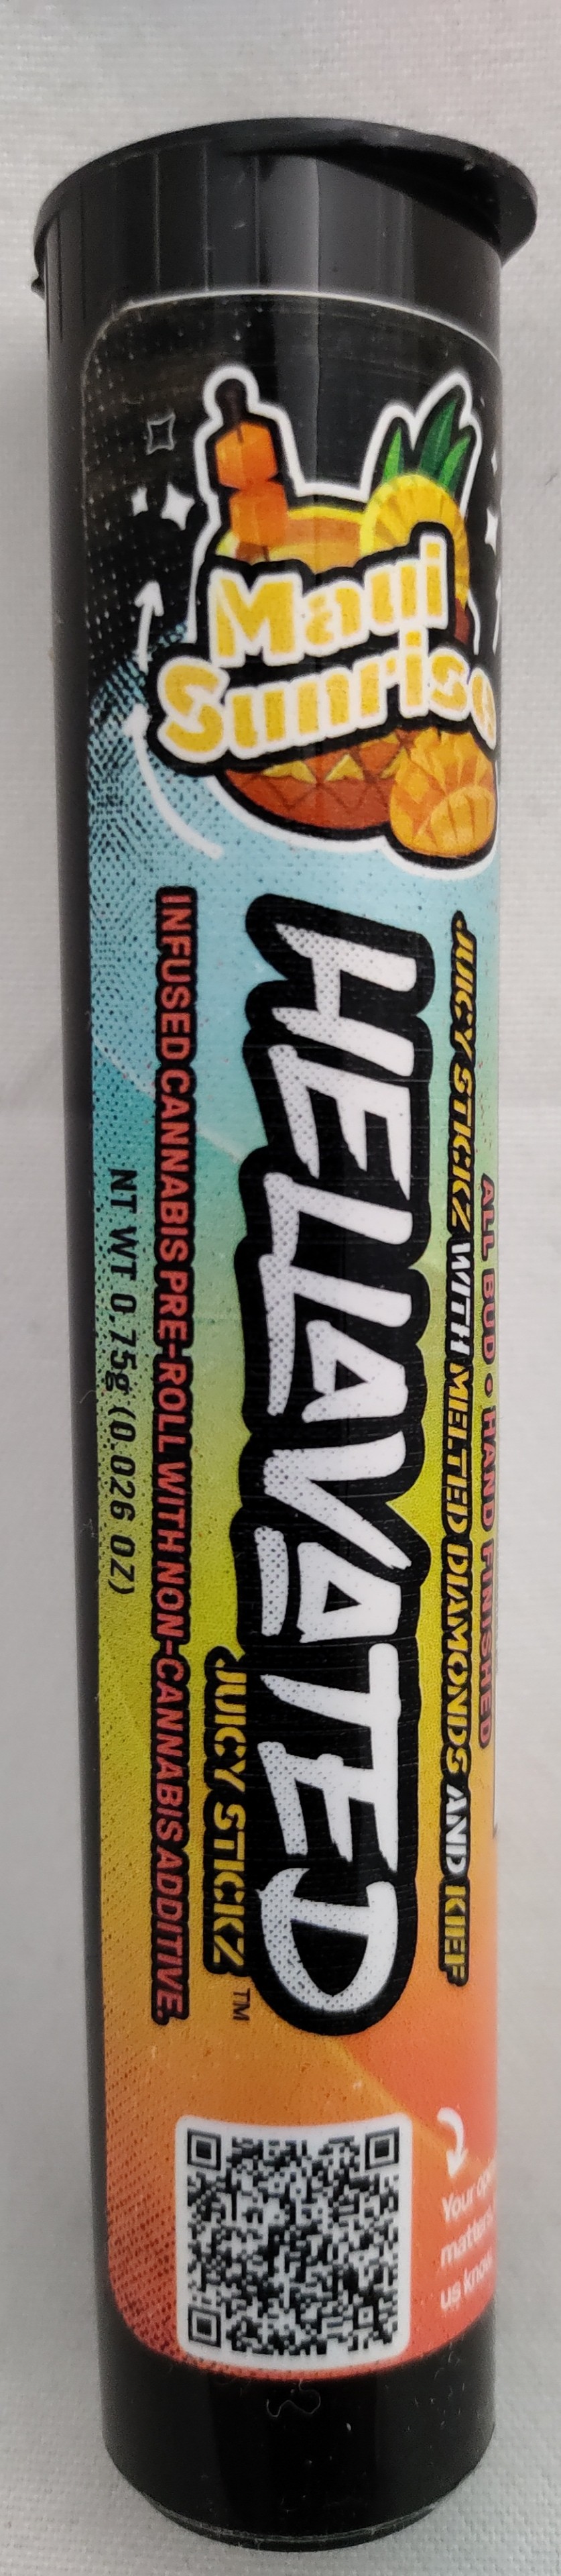 Maui
Sunrise
ALL BUD • HAND FINISHED
JUICY STICKZ WITH MELTED DIAMONDS AND KIEF
HELLAVATED
JUICY STICKZ™
INFUSED CANNABIS PRE-ROLL WITH NON-CANNABIS ADDITIVE.
NT WT 0.75g (0.026 OZ)
Your
matters
us know